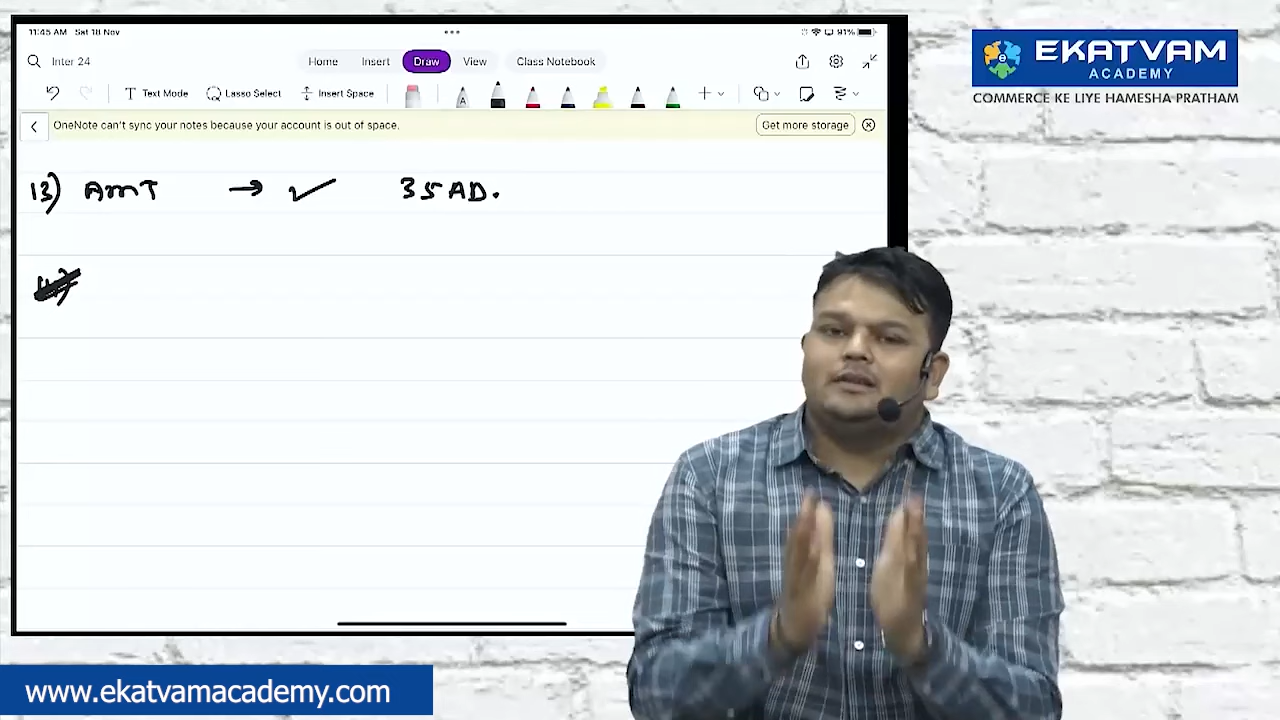 11:45 AM Sat 18 Nov
91%
Inter 24
Home Insert Draw View Class Notebook
Text Mode Lasso Select Insert Space
OneNote can't sync your notes because your account is out of space.
Get more storage
13) AMT → ✓ 35AD.
EKATVAM
ACADEMY
COMMERCE KE LIYE HAMESHA PRATHAM
www.ekatvamacademy.com